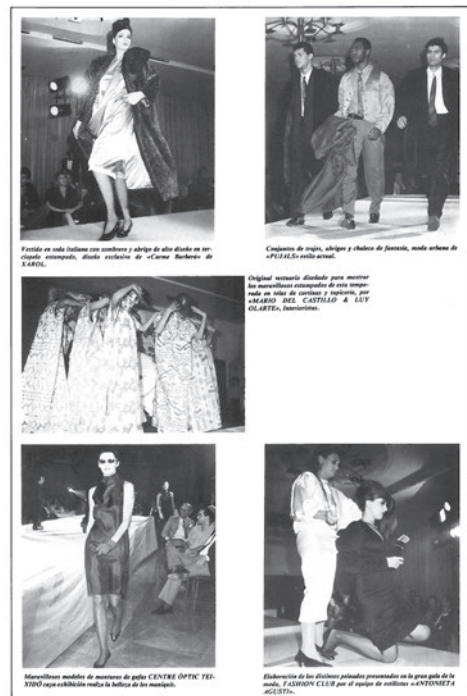 Vestido en seda italiana con sombrero y abrigo de alto diseño en ter-
ciopelo estampado, diseño exclusivo de «Carme Barberà» de
XAROL.
Conjuntos de trajes, abrigos y chaleco de fantasía, moda urbana de
«PUJALS» estilo actual.
Original vestuario diseñado para mostrar
los maravillosos estampados de esta tempo-
rada en telas de cortinas y tapicería, por
«MARIO DEL CASTILLO & LUY
OLARTE», Interioristas.
Maravillosos modelos de monturas de gafas CENTRE ÒPTIC TEI-
XIDÓ cuya exhibición realza la belleza de los maniquís.
Elaboración de los distintos peinados presentados en la gran gala de la
moda, FASHION CLUB por el equipo de estilistas «ANTONIETA
AGUSTI».